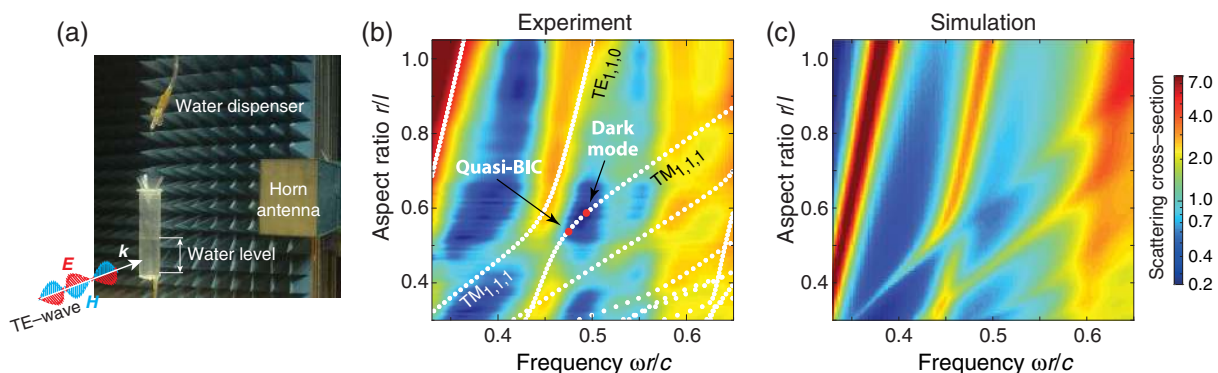 (a)
Water dispenser
Horn
antenna
Water level
k
E
H
TE–wave
(b)
Experiment
Aspect ratio r/l
1.0
0.8
0.6
0.4
TE1,1,0
Dark
mode
Quasi-BIC
TM1,1,1
TM1,1,1
0.4 0.5 0.6
Frequency ωr/c
(c)
Simulation
Aspect ratio r/l
1.0
0.8
0.6
0.4
0.4 0.5 0.6
Frequency ωr/c
Scattering cross–section
7.0
4.0
2.0
1.0
0.7
0.4
0.2